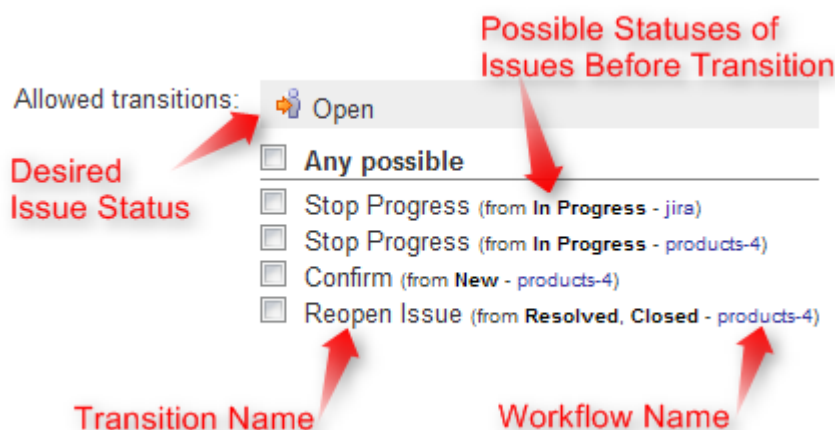 Possible Statuses of
Issues Before Transition
Allowed transitions:
Open
Desired
Issue Status
Any possible
Stop Progress (from In Progress - jira)
Stop Progress (from In Progress - products-4)
Confirm (from New - products-4)
Reopen Issue (from Resolved, Closed - products-4)
Transition Name
Workflow Name